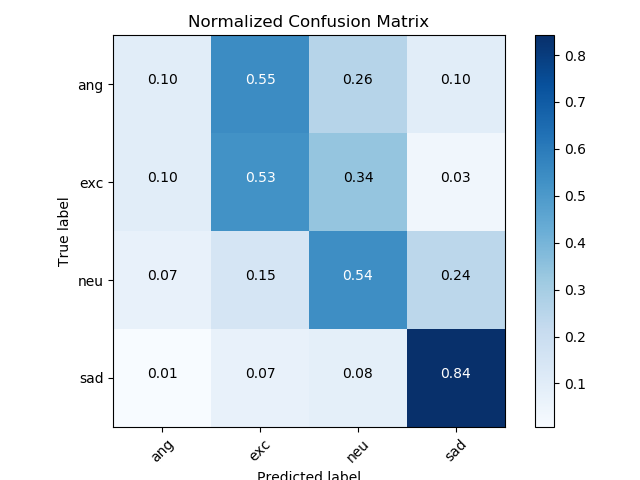 Normalized Confusion Matrix
True label
ang 0.10 0.55 0.26 0.10
exc 0.10 0.53 0.34 0.03
neu 0.07 0.15 0.54 0.24
sad 0.01 0.07 0.08 0.84
ang exc neu sad
Predicted label
0.8
0.7
0.6
0.5
0.4
0.3
0.2
0.1